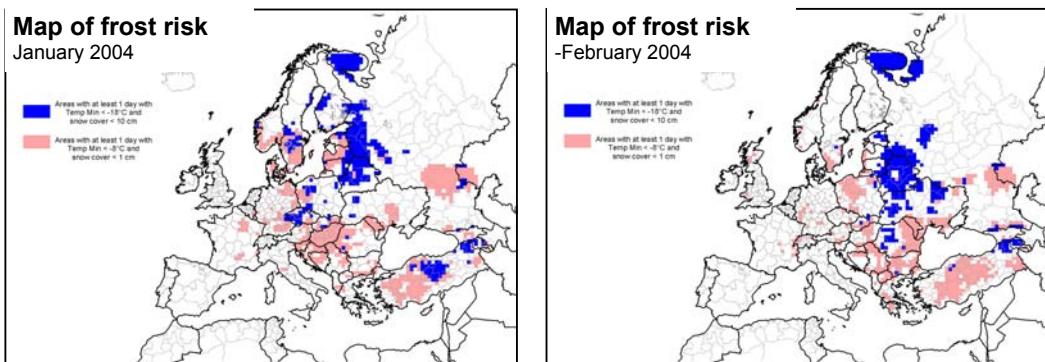 Map of frost risk
January 2004
Areas with at least 1 day with
Temp Min < -18°C and
snow cover < 10 cm
Areas with at least 1 day with
Temp Min < -8°C and
snow cover < 1 cm
Map of frost risk
-February 2004
Areas with at least 1 day with
Temp Min < -18°C and
snow cover < 10 cm
Areas with at least 1 day with
Temp Min < -8°C and
snow cover < 1 cm